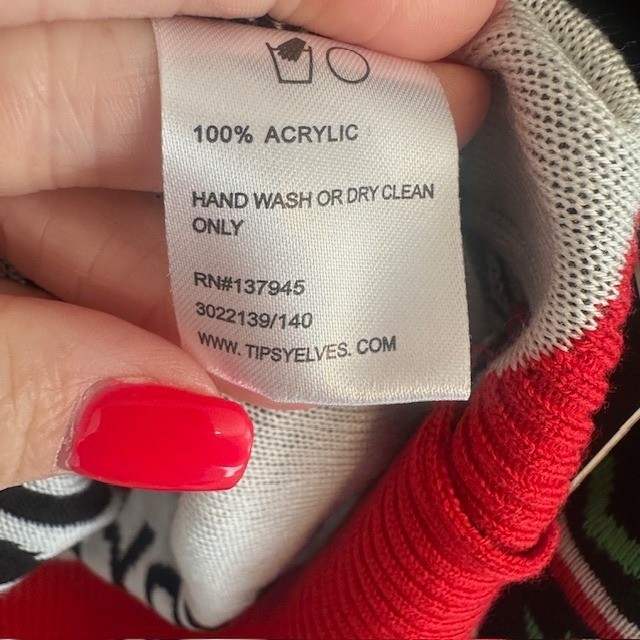 100% ACRYLIC
HAND WASH OR DRY CLEAN
ONLY
RN#137945
3022139/140
WWW. TIPSYELVES. COM